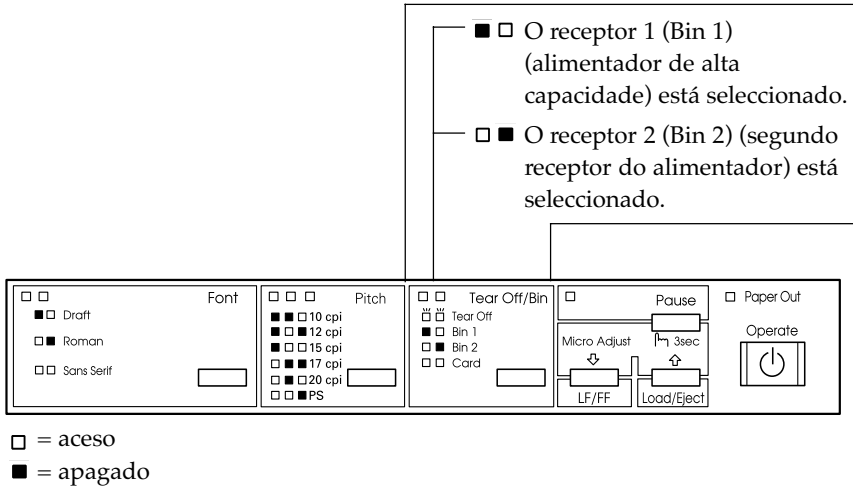 ■ □ O receptor 1 (Bin 1)
(alimentador de alta
capacidade) está seleccionado.
□ ■ O receptor 2 (Bin 2) (segundo
receptor do alimentador) está
seleccionado.
□ □ Font
■ □ Draft
□ ■ Roman
□ □ Sans Serif
□ □ □ Pitch
■ ■ □ 10 cpi
■ □ ■ 12 cpi
■ □ □ 15 cpi
□ ■ ■ 17 cpi
□ ■ □ 20 cpi
□ □ ■ PS
□ □ Tear Off/Bin
□ □ Tear Off
■ □ Bin 1
□ ■ Bin 2
□ □ Card
□ Pause
3sec
Micro Adjust
LF/FF
Load/Eject
□ Paper Out
Operate
□ = aceso
■ = apagado